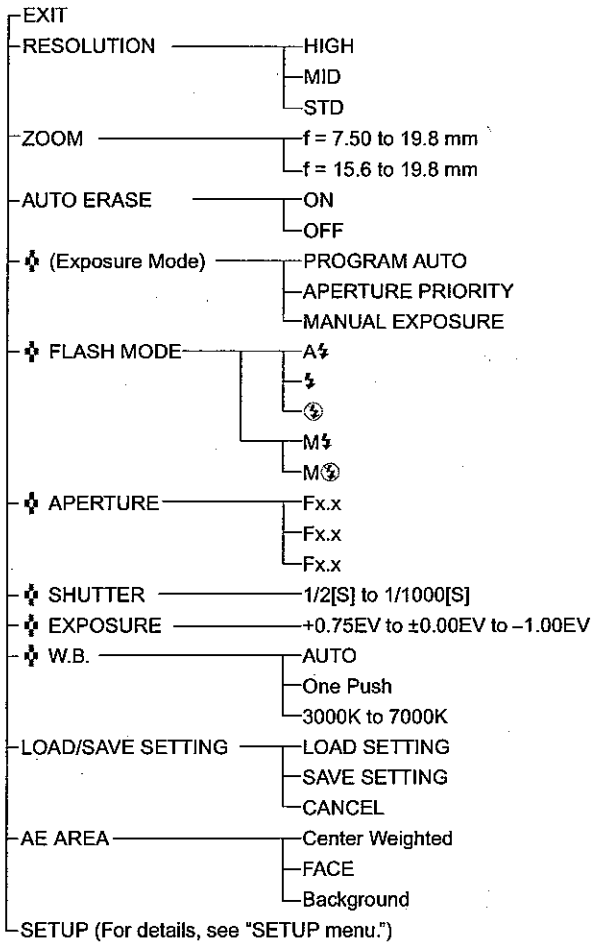 EXIT
RESOLUTION HIGH
MID
STD
ZOOM f = 7.50 to 19.8 mm
f = 15.6 to 19.8 mm
AUTO ERASE ON
OFF
(Exposure Mode) PROGRAM AUTO
APERTURE PRIORITY
MANUAL EXPOSURE
FLASH MODE A
M
M
APERTURE Fx.x
Fx.x
Fx.x
SHUTTER 1/2[S] to 1/1000[S]
EXPOSURE +0.75EV to ±0.00EV to –1.00EV
W.B. AUTO
One Push
3000K to 7000K
LOAD/SAVE SETTING LOAD SETTING
SAVE SETTING
CANCEL
AE AREA Center Weighted
FACE
Background
SETUP (For details, see "SETUP menu.")